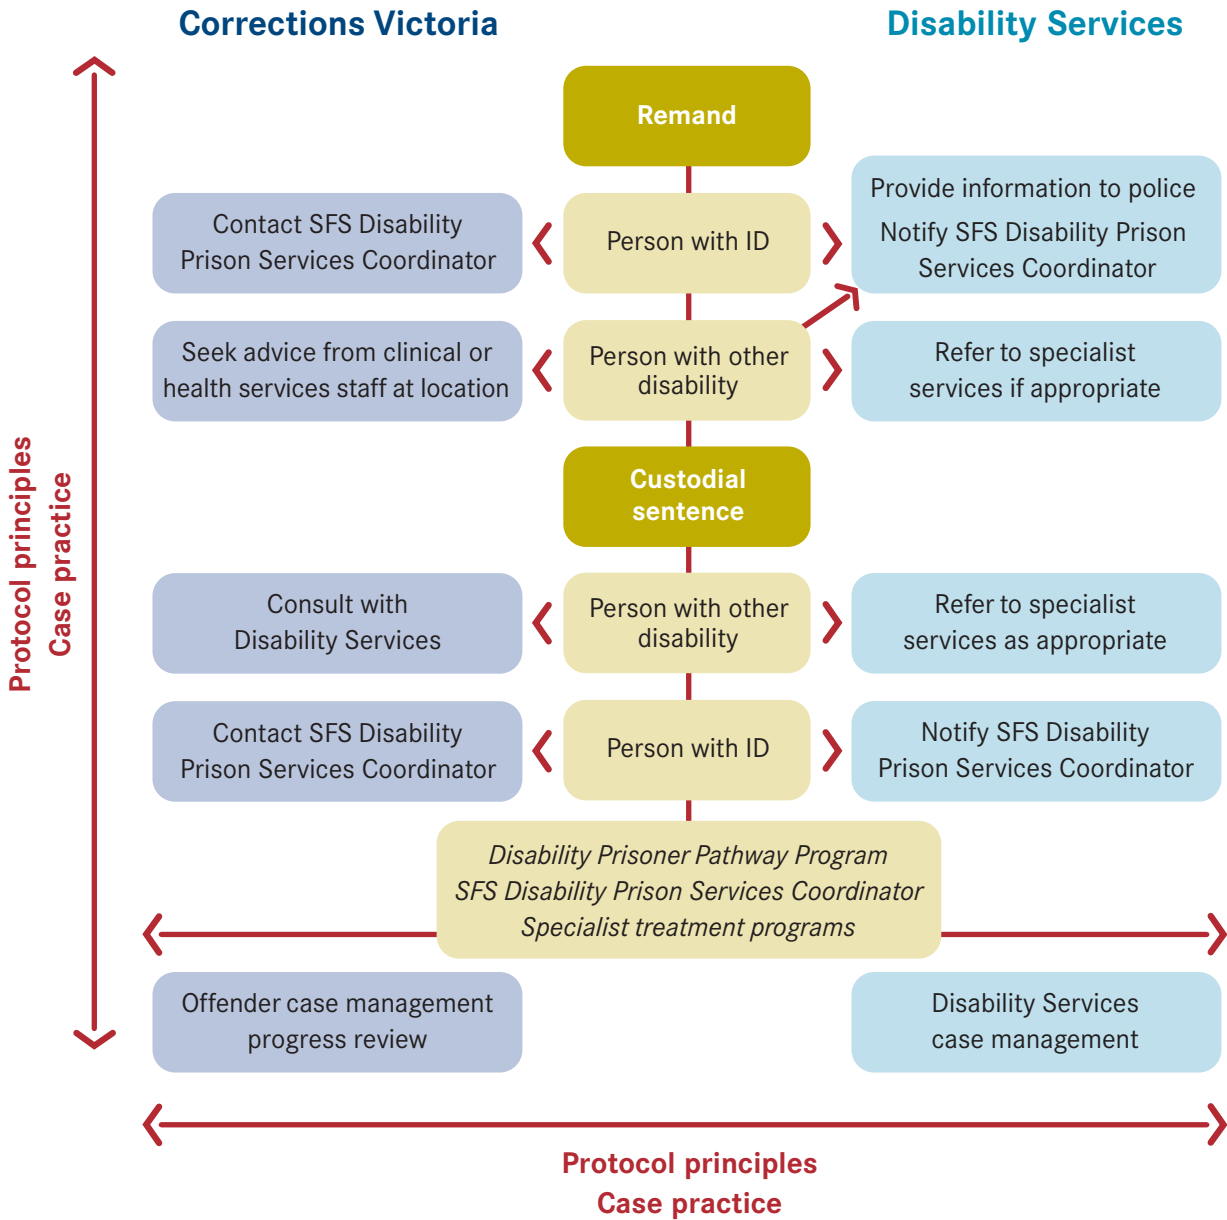 Corrections Victoria
Disability Services
Remand
Contact SFS Disability
Prison Services Coordinator
Person with ID
Provide information to police
Notify SFS Disability Prison
Services Coordinator
Seek advice from clinical or
health services staff at location
Person with other
disability
Refer to specialist
services if appropriate
Custodial
sentence
Consult with
Disability Services
Person with other
disability
Refer to specialist
services as appropriate
Contact SFS Disability
Prison Services Coordinator
Person with ID
Notify SFS Disability
Prison Services Coordinator
Disability Prisoner Pathway Program
SFS Disability Prison Services Coordinator
Specialist treatment programs
Offender case management
progress review
Disability Services
case management
Protocol principles
Case practice
Protocol principles
Case practice